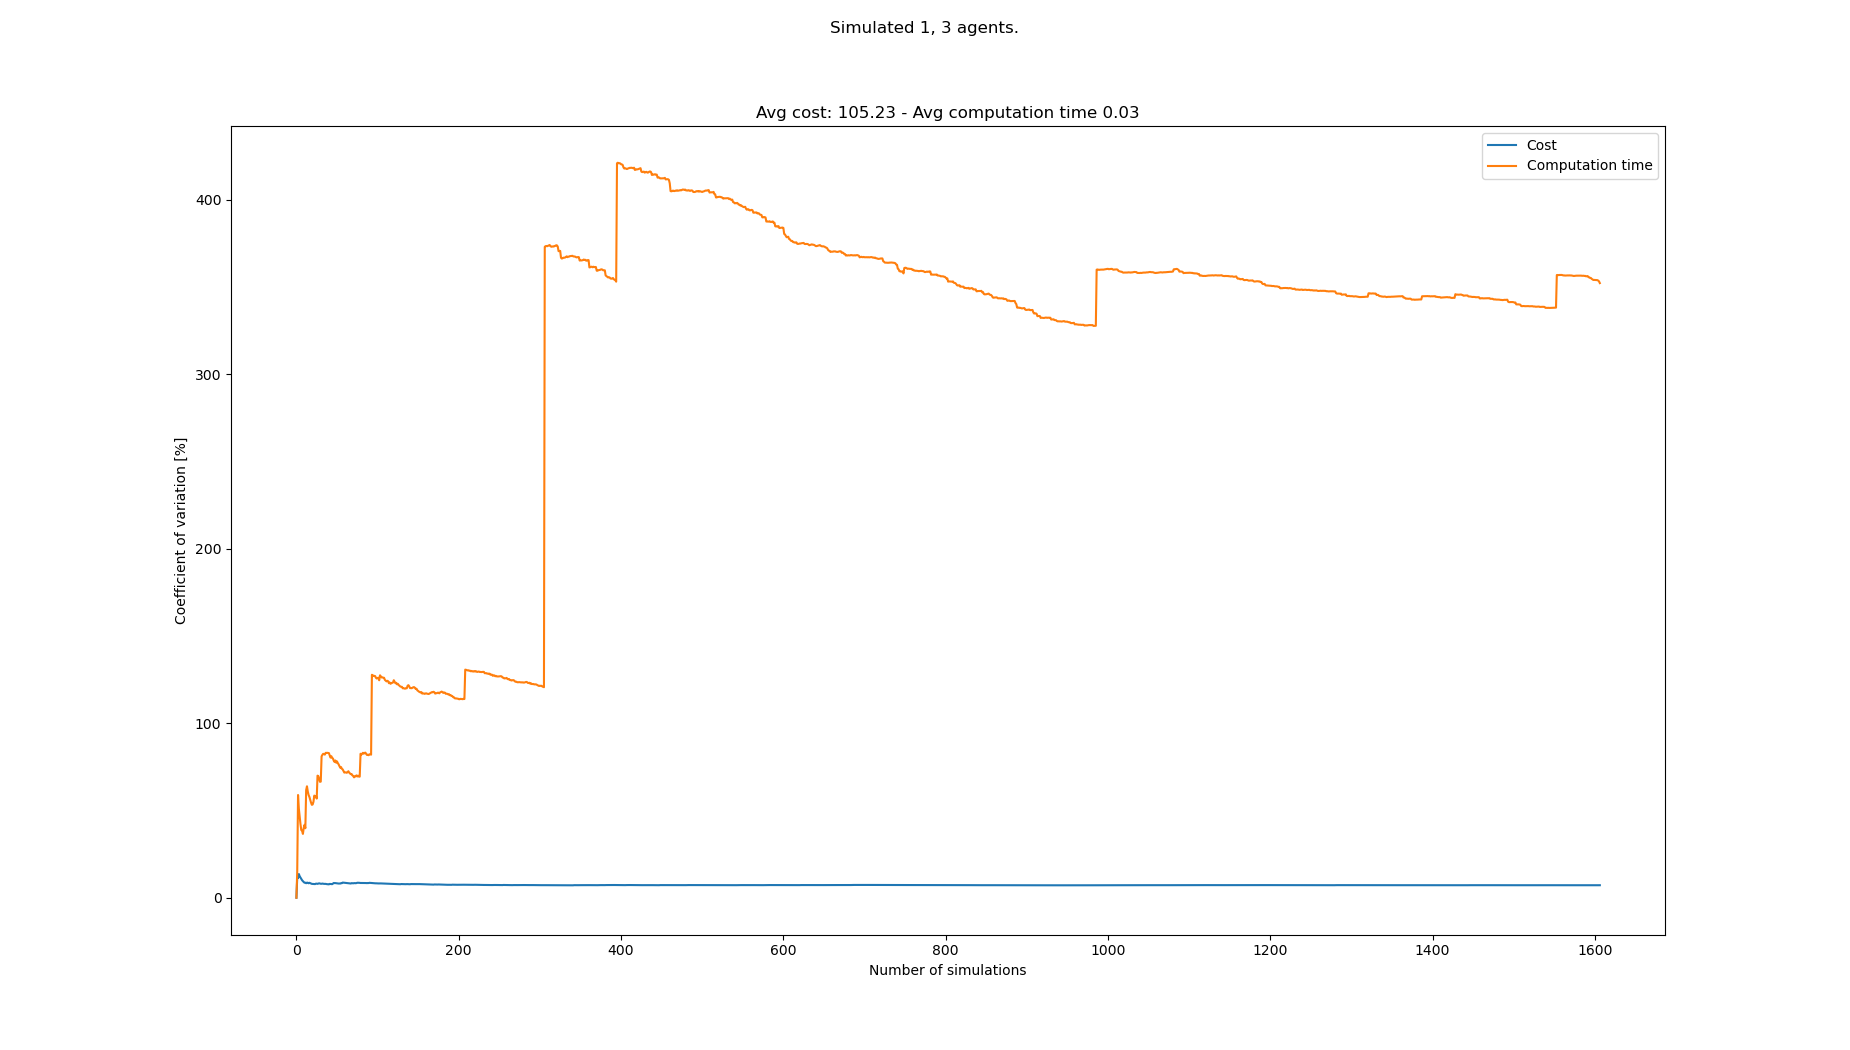 Simulated 1, 3 agents.
Avg cost: 105.23 - Avg computation time 0.03
Cost
Computation time
400
300
200
100
0
Coefficient of variation [%]
0 200 400 600 800 1000 1200 1400 1600
Number of simulations